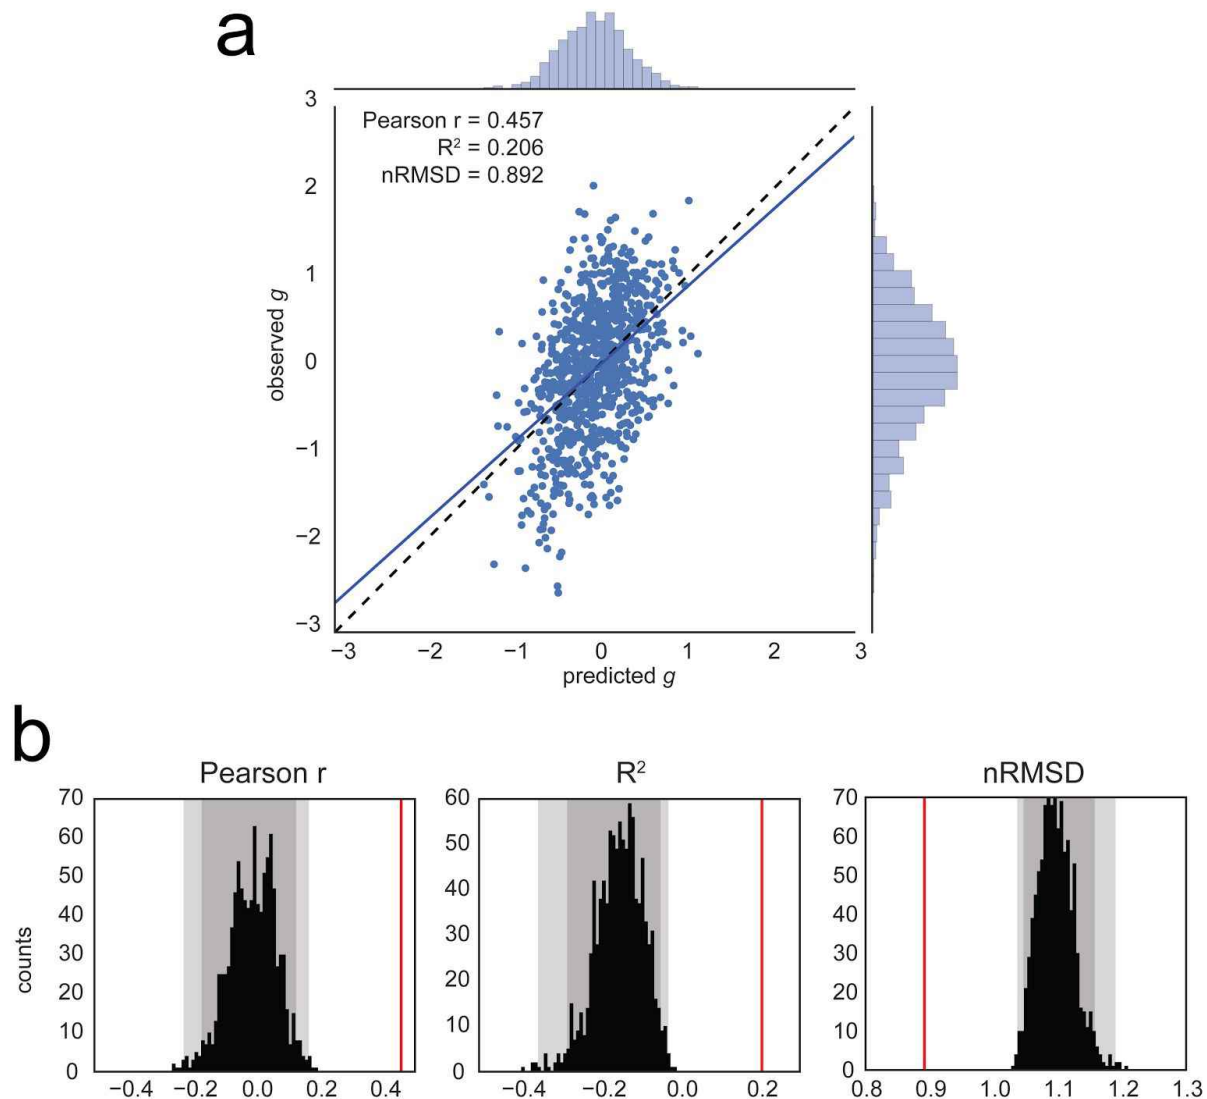 a
Pearson r = 0.457
R² = 0.206
nRMSD = 0.892
3
2
1
0
−1
−2
−3
observed g
−3 −2 −1 0 1 2 3
predicted g
b
Pearson r
70
60
50
40
30
20
10
0
counts
−0.4 −0.2 0.0 0.2 0.4
R²
60
50
40
30
20
10
0
−0.4 −0.2 0.0 0.2
nRMSD
70
60
50
40
30
20
10
0
0.8 0.9 1.0 1.1 1.2 1.3